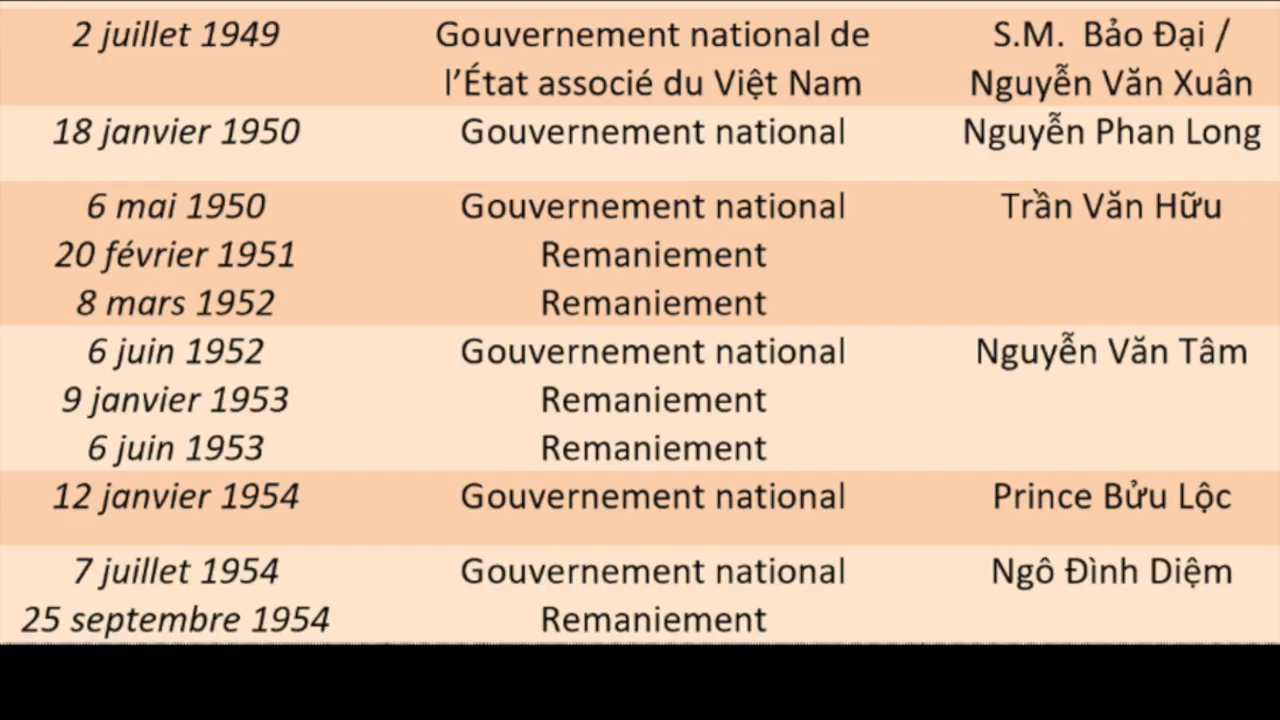 2 juillet 1949 Gouvernement national de S.M. Bảo Đại /
l’État associé du Việt Nam Nguyễn Văn Xuân
18 janvier 1950 Gouvernement national Nguyễn Phan Long
6 mai 1950 Gouvernement national Trần Văn Hữu
20 février 1951 Remaniement
8 mars 1952 Remaniement
6 juin 1952 Gouvernement national Nguyễn Văn Tâm
9 janvier 1953 Remaniement
6 juin 1953 Remaniement
12 janvier 1954 Gouvernement national Prince Bửu Lộc
7 juillet 1954 Gouvernement national Ngô Đình Diệm
25 septembre 1954 Remaniement